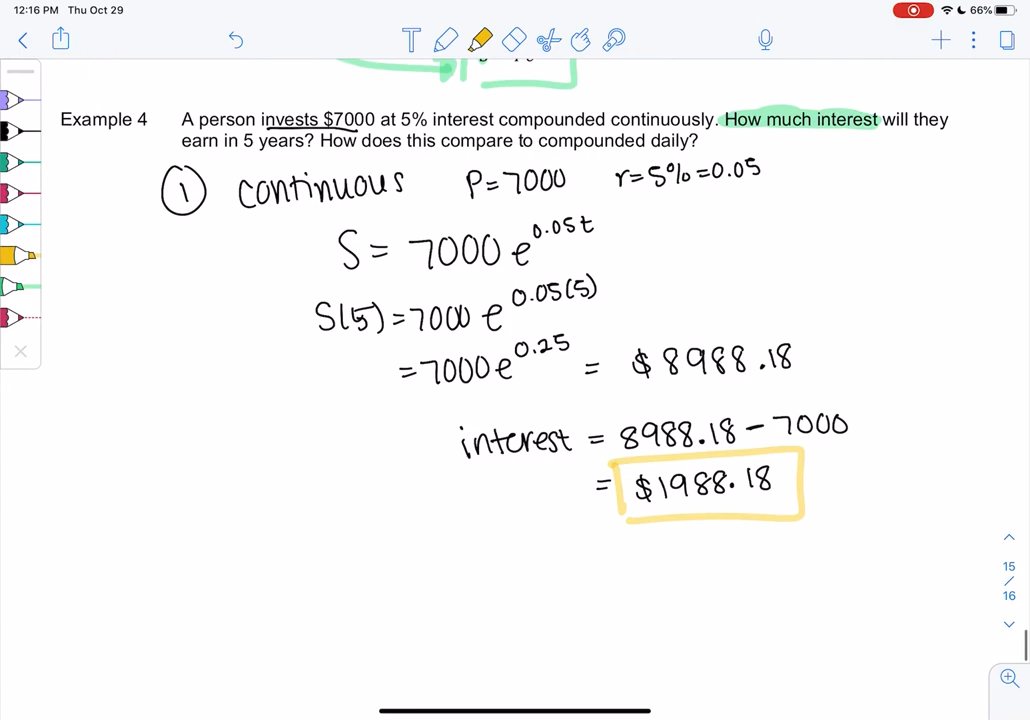 12:16 PM Thu Oct 29
66%
Example 4 A person invests $7000 at 5% interest compounded continuously. How much interest will they
earn in 5 years? How does this compare to compounded daily?
① continuous P=7000 r=5%=0.05
S= 7000 e^0.05t
S(5)=7000 e^0.05(5)
=7000e^0.25 = $8988.18
interest = 8988.18-7000
= $1988.18
15
/
16